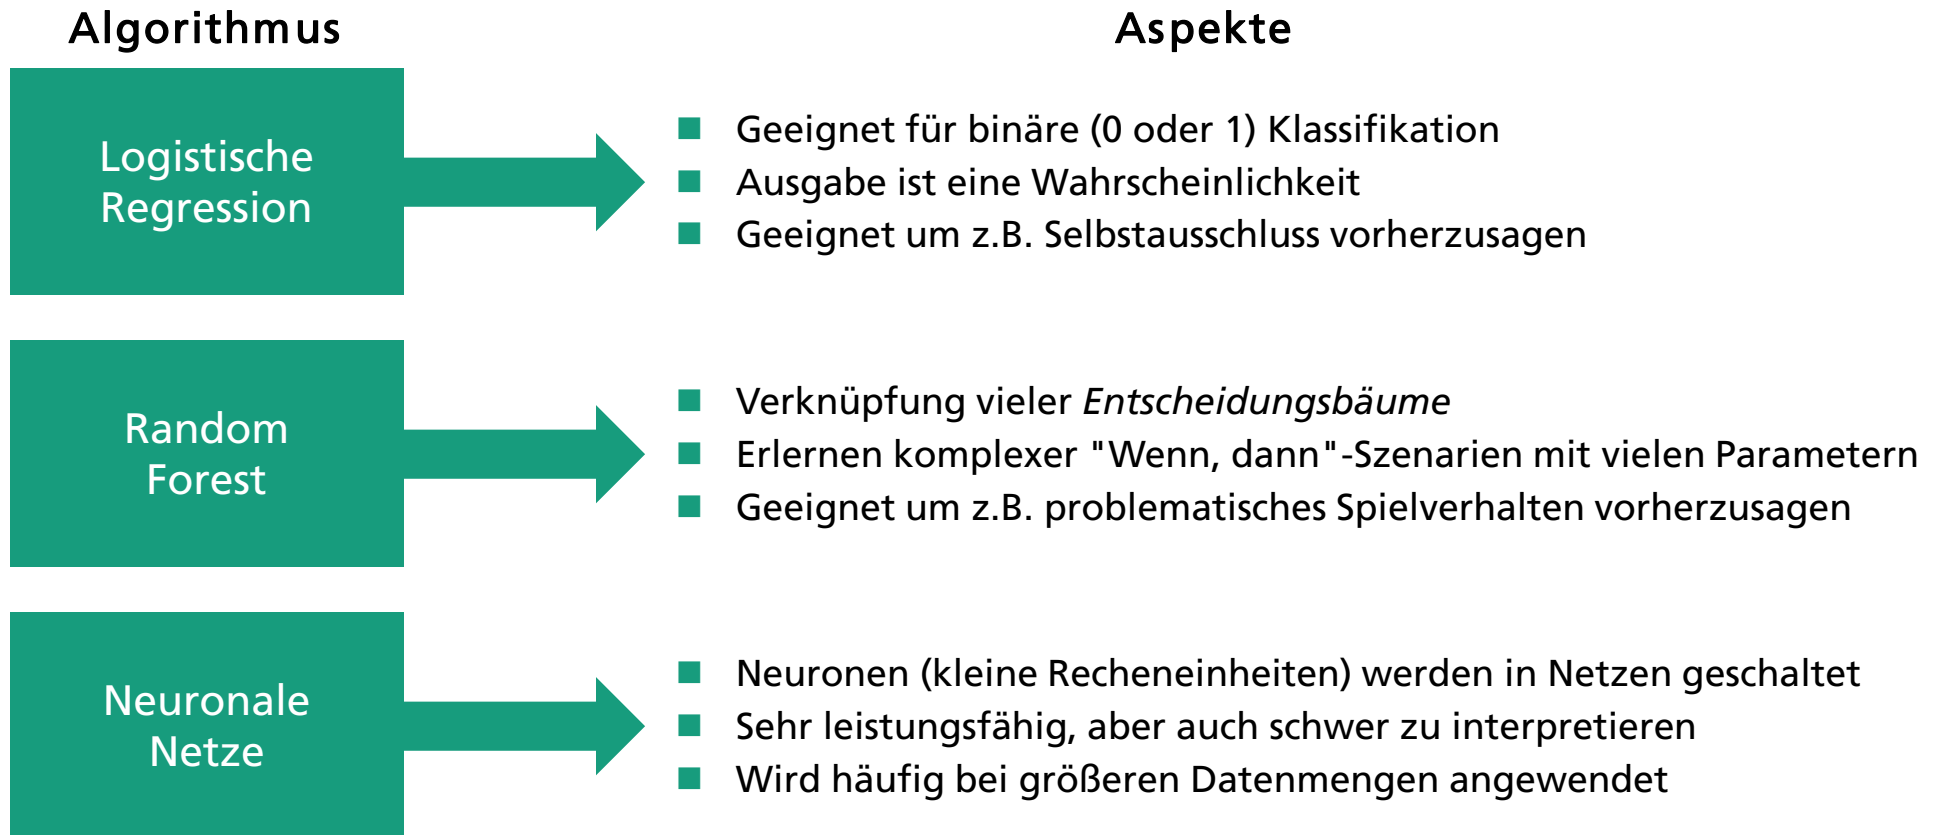 Algorithmus
Aspekte
Logistische
Regression
Geeignet für binäre (0 oder 1) Klassifikation
Ausgabe ist eine Wahrscheinlichkeit
Geeignet um z.B. Selbstausschluss vorherzusagen
Random
Forest
Verknüpfung vieler Entscheidungsbäume
Erlernen komplexer "Wenn, dann"-Szenarien mit vielen Parametern
Geeignet um z.B. problematisches Spielverhalten vorherzusagen
Neuronale
Netze
Neuronen (kleine Recheneinheiten) werden in Netzen geschaltet
Sehr leistungsfähig, aber auch schwer zu interpretieren
Wird häufig bei größeren Datenmengen angewendet